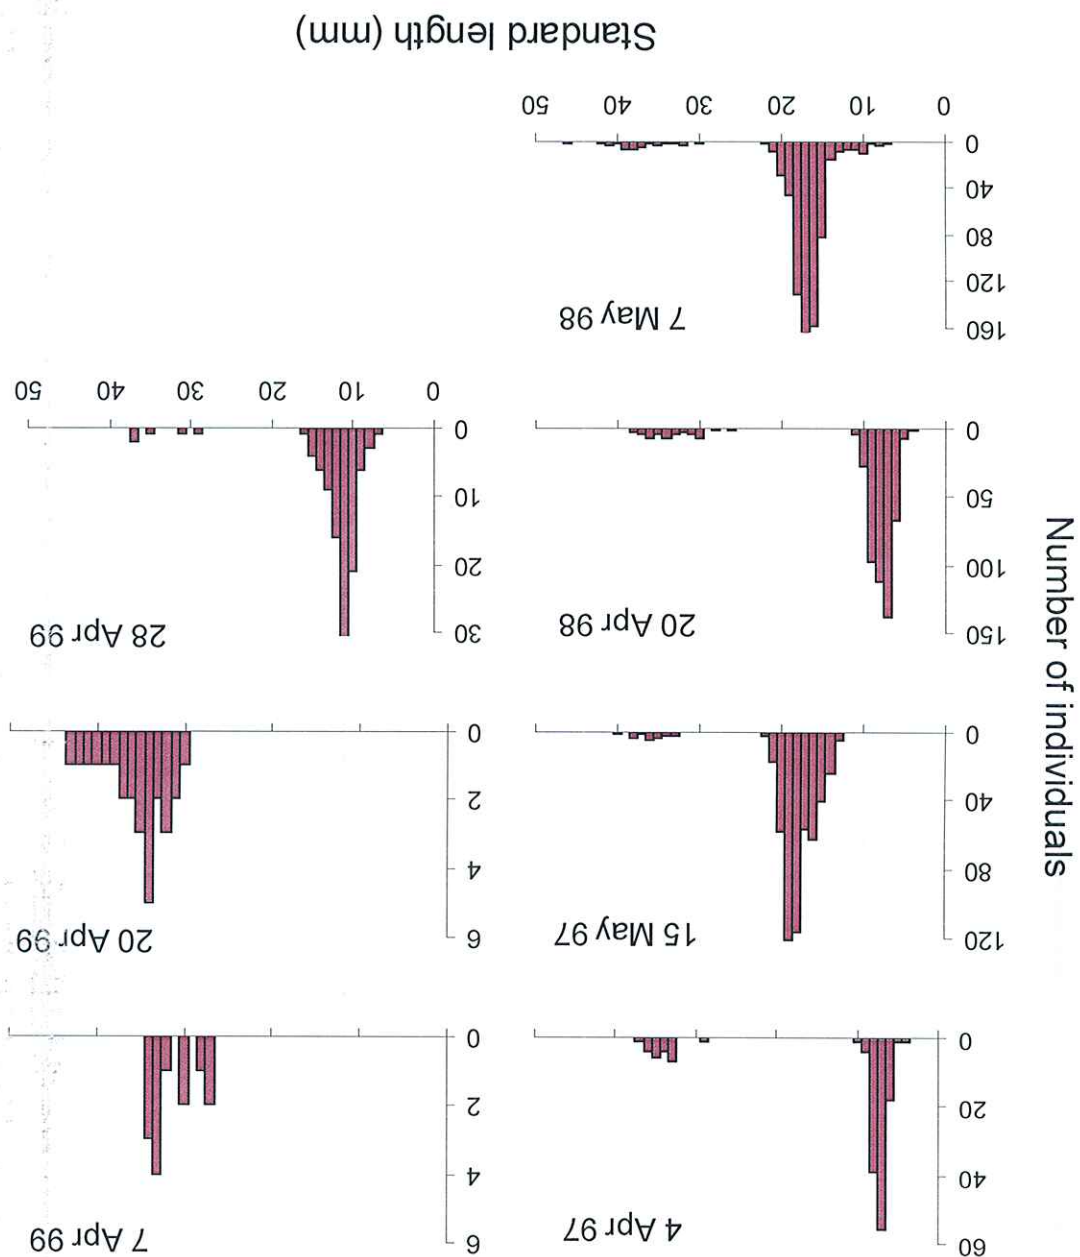 Number of individuals
4 Apr 97
60
40
20
0
15 May 97
120
80
40
0
20 Apr 98
150
100
50
0
7 May 98
160
120
80
40
0
0 10 20 30 40 50
7 Apr 99
6
4
2
0
20 Apr 99
6
4
2
0
28 Apr 99
30
20
10
0
0 10 20 30 40 50
Standard length (mm)